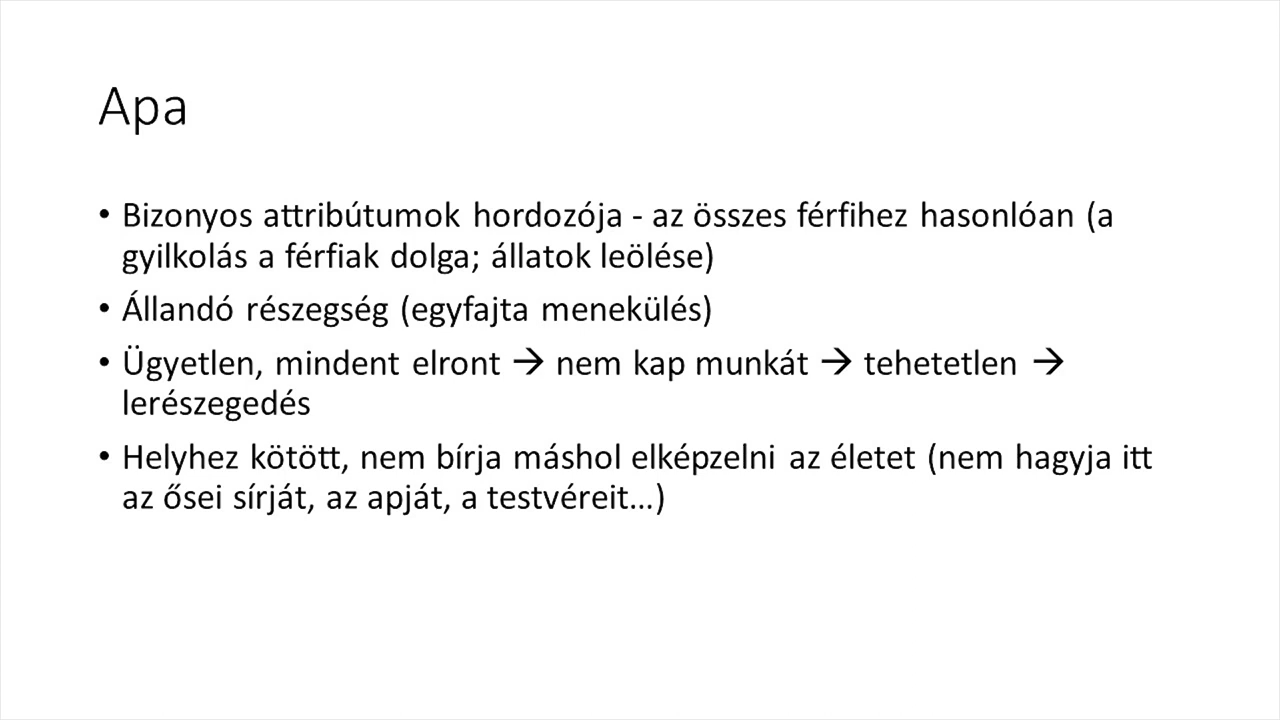 Apa
• Bizonyos attribútumok hordozója - az összes férfihez hasonlóan (a
gyilkolás a férfiak dolga; állatok leölése)
• Állandó részegség (egyfajta menekülés)
• Ügyetlen, mindent elront → nem kap munkát → tehetetlen →
lerészegedés
• Helyhez kötött, nem bírja máshol elképzelni az életet (nem hagyja itt
az ősei sírját, az apját, a testvéreit...)